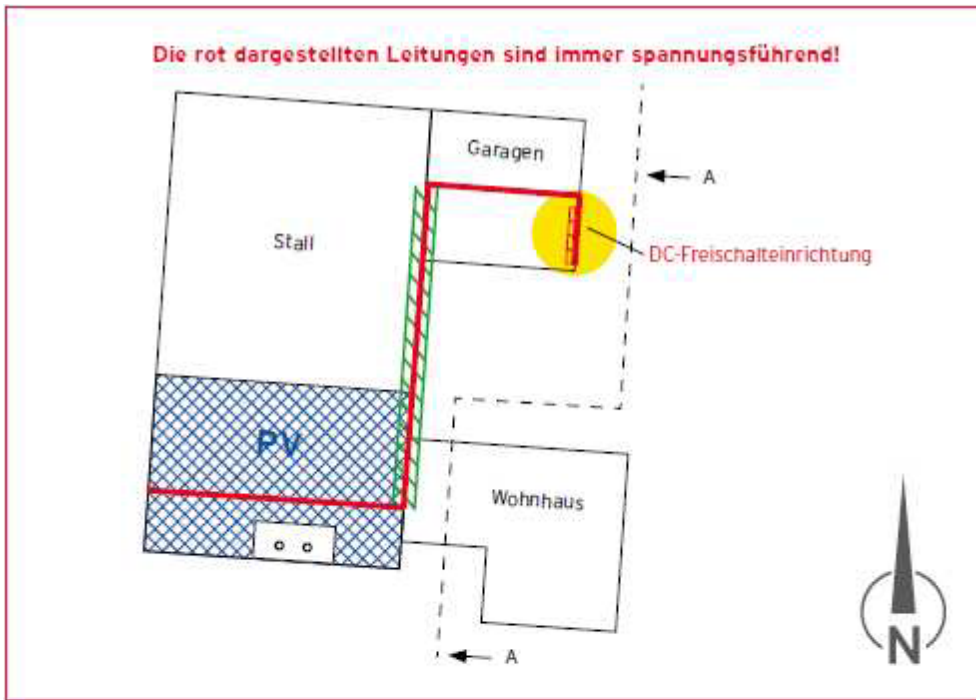 Die rot dargestellten Leitungen sind immer spannungsführend!
Garagen
A
Stall
DC-Freischalteinrichtung
PV
Wohnhaus
A
N